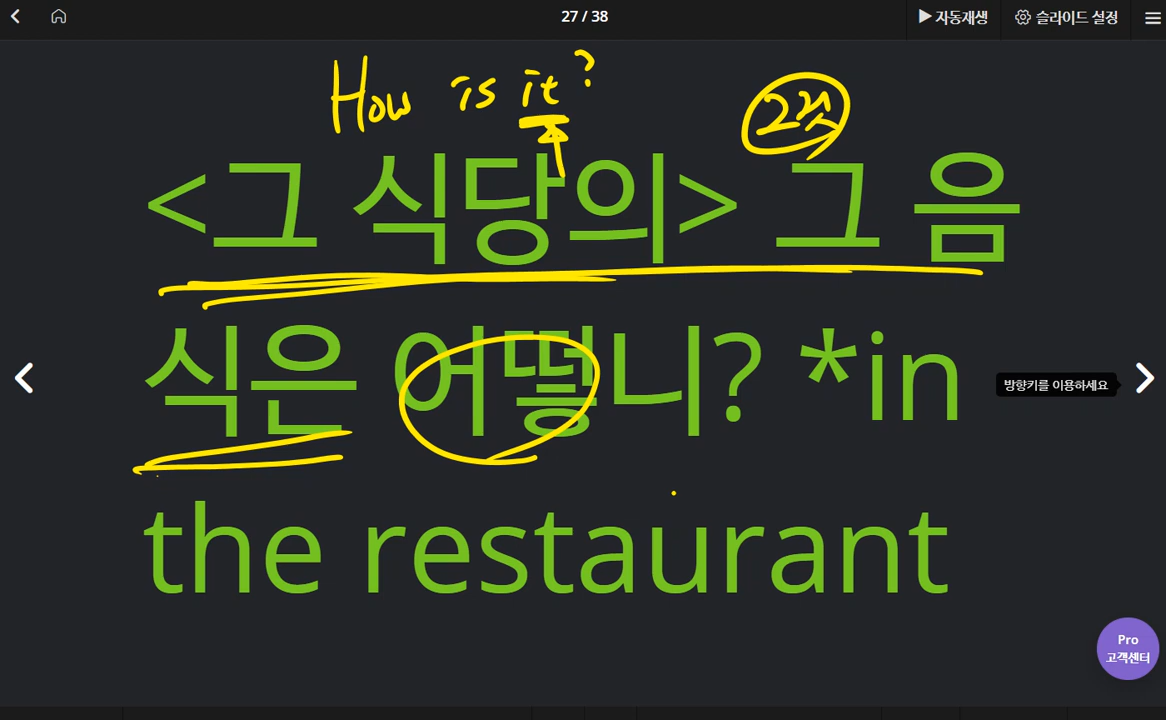 27 / 38
▶ 자동재생
슬라이드 설정
How is it?
<그 식당의> 그 음
식은 어떻니? *in
the restaurant
방향키를 이용하세요
Pro
고객센터